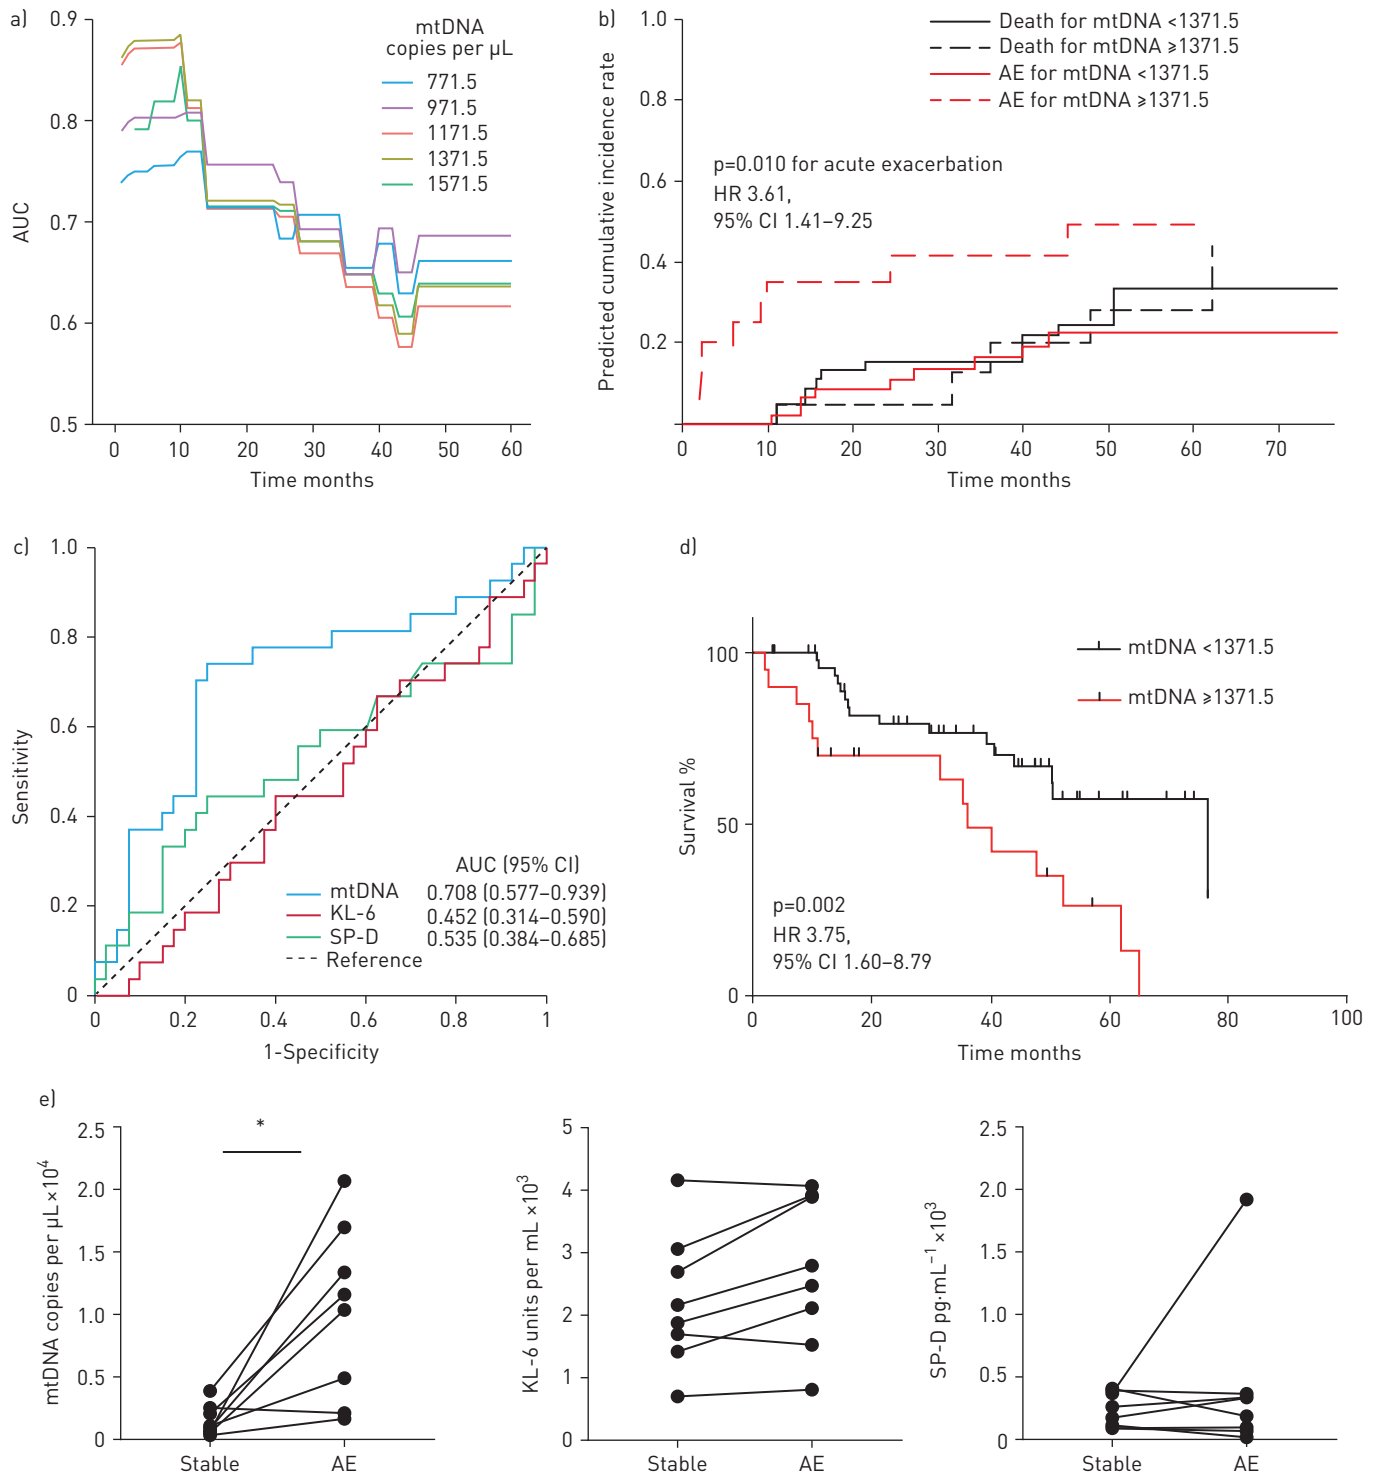 a)
0.9
0.8
0.7
0.6
0.5
AUC
0
10
20
30
40
50
60
Time months
mtDNA
copies per µL
771.5
971.5
1171.5
1371.5
1571.5
b)
1.0
0.8
0.6
0.4
0.2
Predicted cumulative incidence rate
0
10
20
30
40
50
60
70
Time months
Death for mtDNA <1371.5
Death for mtDNA ⩾1371.5
AE for mtDNA <1371.5
AE for mtDNA ⩾1371.5
p=0.010 for acute exacerbation
HR 3.61,
95% CI 1.41–9.25
c)
1.0
0.8
0.6
0.4
0.2
0
Sensitivity
0
0.2
0.4
0.6
0.8
1
1-Specificity
AUC (95% CI)
mtDNA 0.708 (0.577–0.939)
KL-6 0.452 (0.314–0.590)
SP-D 0.535 (0.384–0.685)
Reference
d)
100
50
0
Survival %
0
20
40
60
80
100
Time months
mtDNA <1371.5
mtDNA ⩾1371.5
p=0.002
HR 3.75,
95% CI 1.60–8.79
e)
2.5
2.0
1.5
1.0
0.5
0
mtDNA copies per µL ×10⁴
*
Stable
AE
5
4
3
2
1
0
KL-6 units per mL ×10³
Stable
AE
2.5
2.0
1.5
1.0
0.5
0
SP-D pg·mL⁻¹ ×10³
Stable
AE